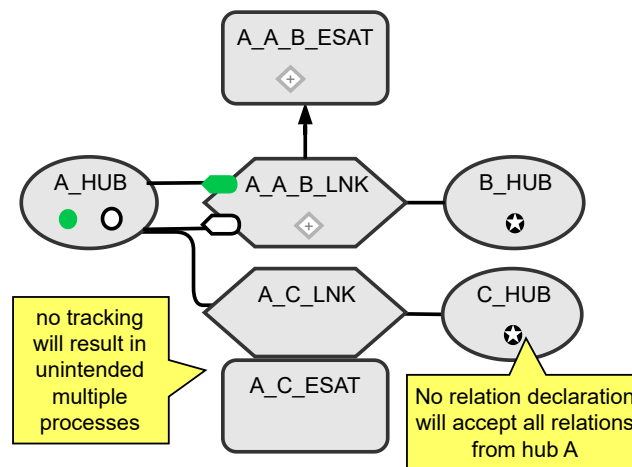 A_A_B_ESAT
A_HUB
A_A_B_LNK
B_HUB
A_C_LNK
C_HUB
no tracking
will result in
unintended
multiple
processes
A_C_ESAT
No relation declaration
will accept all relations
from hub A